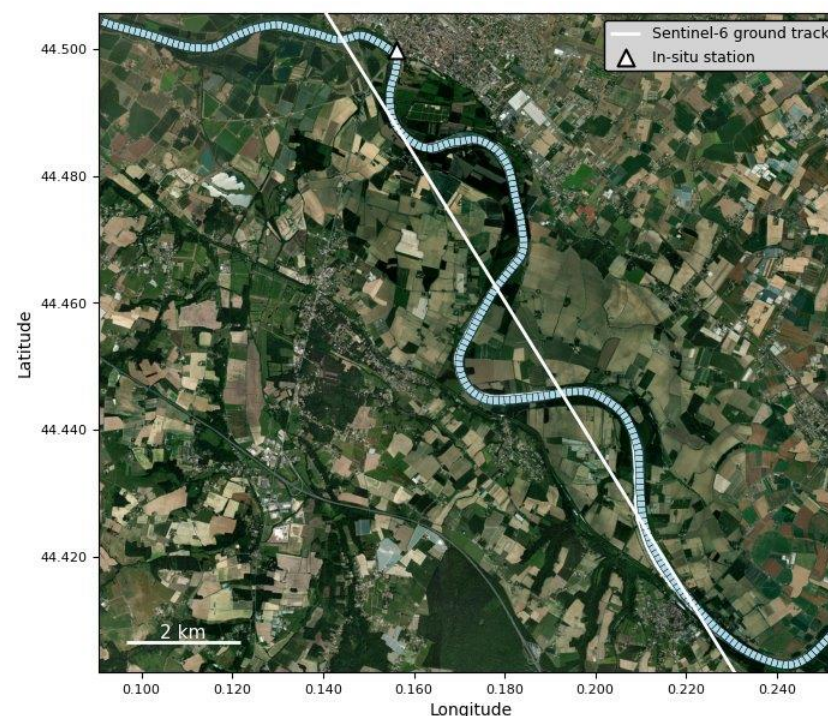 Sentinel-6 ground track
In-situ station
44.500
44.480
44.460
44.440
44.420
Latitude
2 km
0.100 0.120 0.140 0.160 0.180 0.200 0.220 0.240
Longitude